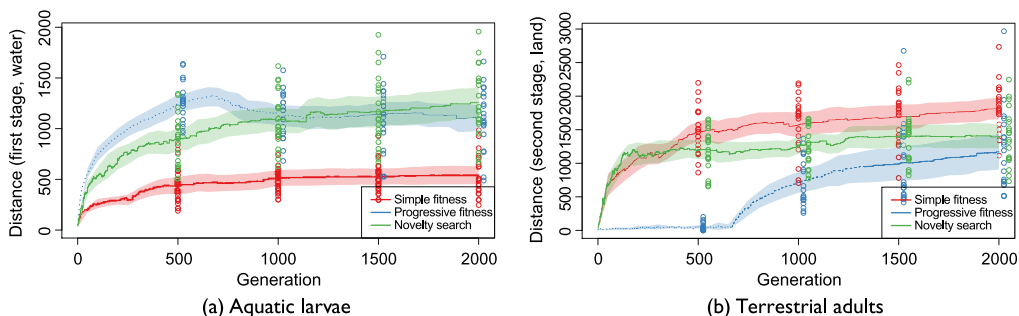 Distance (first stage, water)
2000
1500
1000
500
0
Simple fitness
Progressive fitness
Novelty search
0 500 1000 1500 2000
Generation
(a) Aquatic larvae
Distance (second stage, land)
3000
2500
2000
1500
1000
500
0
Simple fitness
Progressive fitness
Novelty search
0 500 1000 1500 2000
Generation
(b) Terrestrial adults